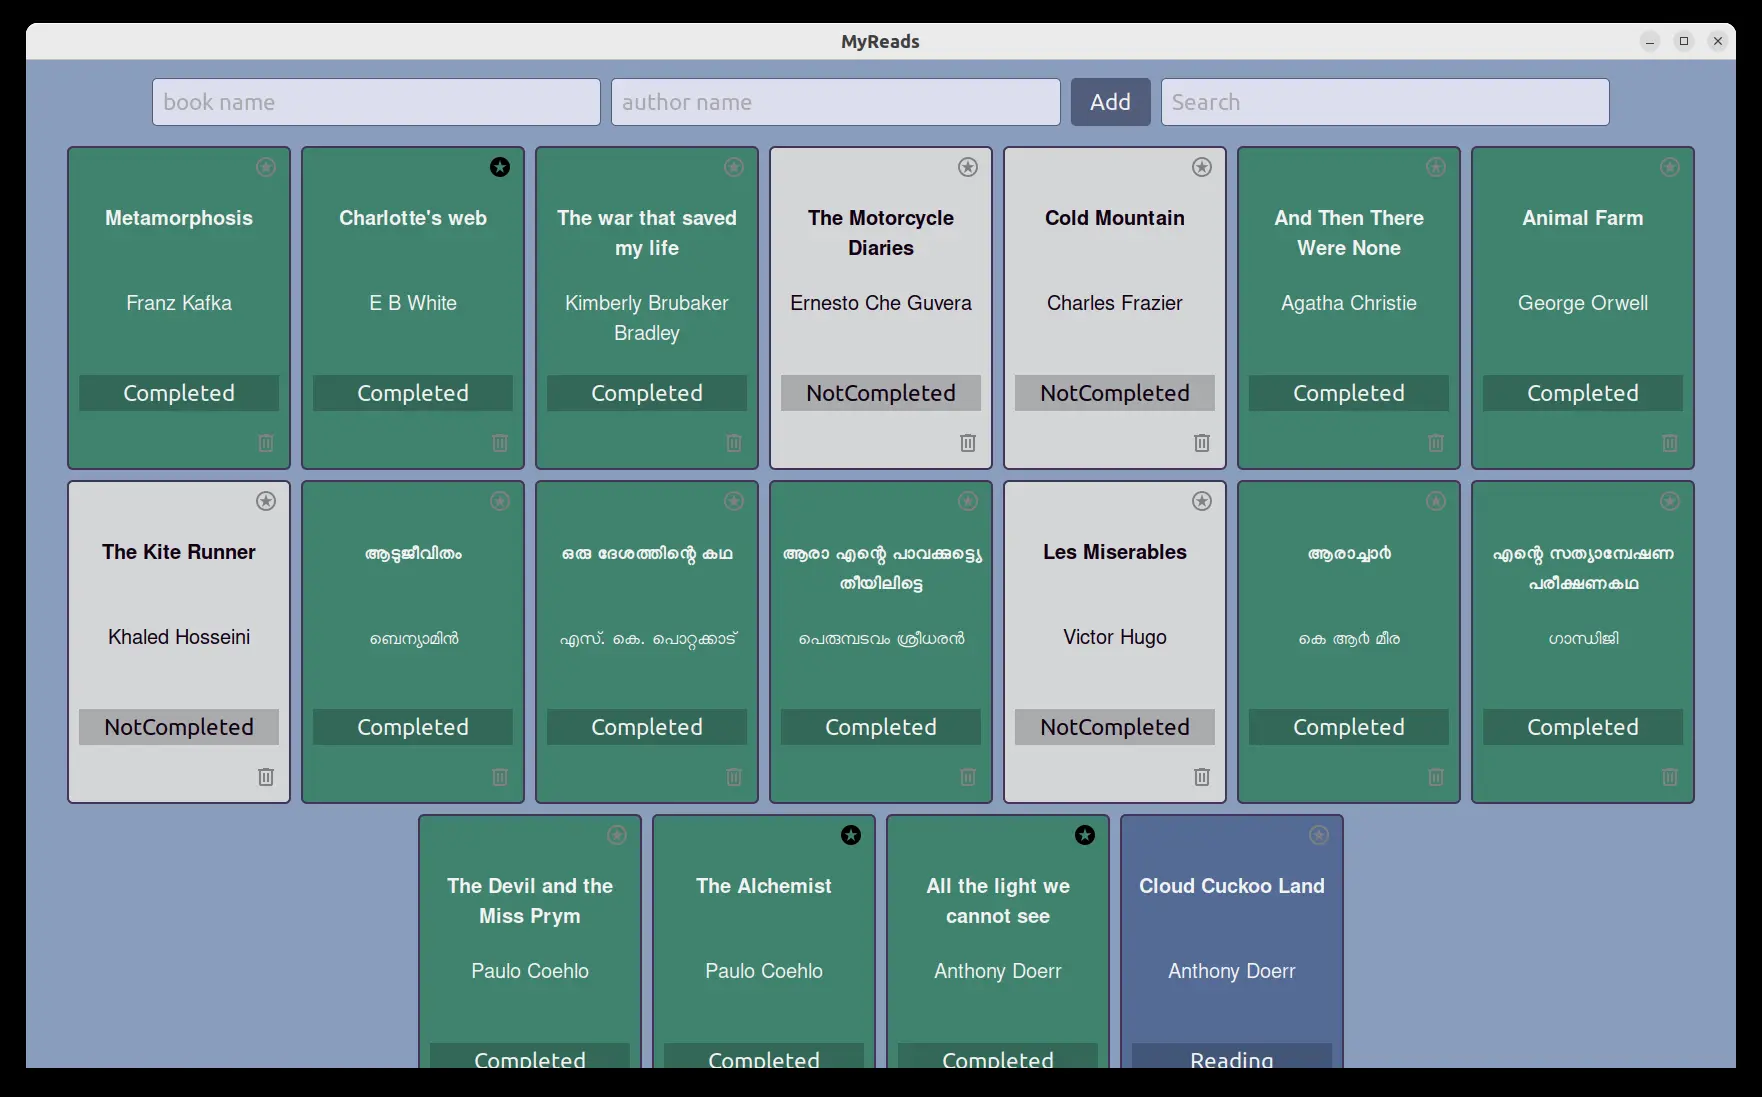 MyReads
book name
author name
Add
Search
Metamorphosis
Franz Kafka
Completed
Charlotte's web
E B White
Completed
The war that saved
my life
Kimberly Brubaker
Bradley
Completed
The Motorcycle
Diaries
Ernesto Che Guvera
NotCompleted
Cold Mountain
Charles Frazier
NotCompleted
And Then There
Were None
Agatha Christie
Completed
Animal Farm
George Orwell
Completed
The Kite Runner
Khaled Hosseini
NotCompleted
ആടുജീവിതം
ബെന്യാമിൻ
Completed
ഒരു ദേശത്തിന്റെ കഥ
എസ്. കെ. പൊറ്റക്കാട്
Completed
ആരാ എന്റെ പാവക്കുട്ട്യെ
തീയിലിട്ടെ
പെരുമ്പടവം ശ്രീധരൻ
Completed
Les Miserables
Victor Hugo
NotCompleted
ആരാച്ചാർ
കെ ആർ മീര
Completed
എന്റെ സത്യാന്വേഷണ
പരീക്ഷണകഥ
ഗാന്ധിജി
Completed
The Devil and the
Miss Prym
Paulo Coehlo
Completed
The Alchemist
Paulo Coehlo
Completed
All the light we
cannot see
Anthony Doerr
Completed
Cloud Cuckoo Land
Anthony Doerr
Reading